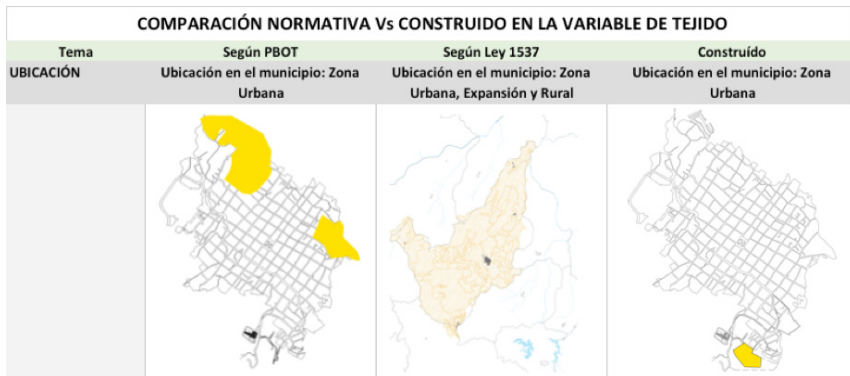 COMPARACIÓN NORMATIVA Vs CONSTRUIDO EN LA VARIABLE DE TEJIDO
Tema
Según PBOT
Según Ley 1537
Construído
UBICACIÓN
Ubicación en el municipio: Zona
Urbana
Ubicación en el municipio: Zona
Urbana, Expansión y Rural
Ubicación en el municipio: Zona
Urbana